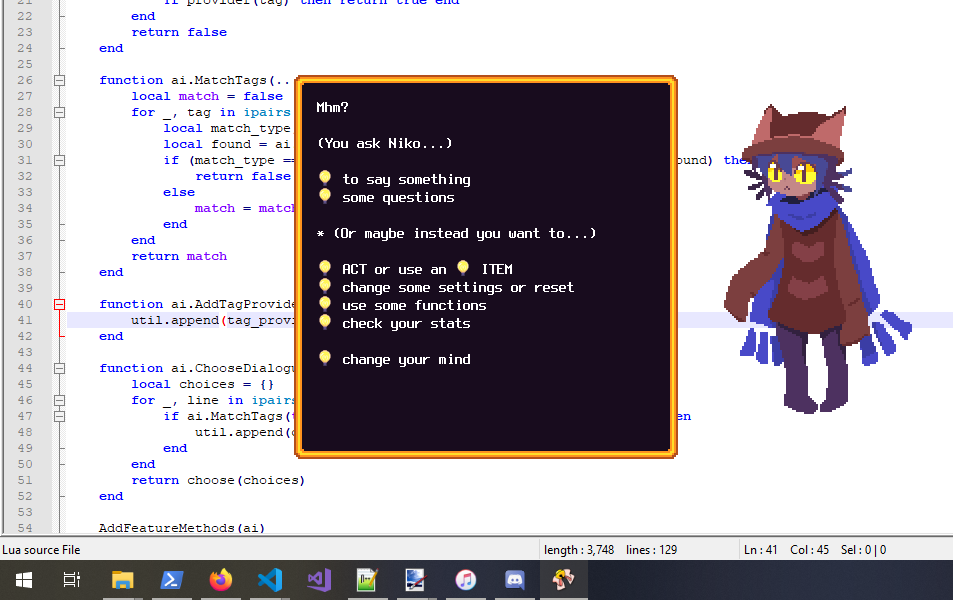 21 if provider(tag) then return true end
22 end
23 return false
24 end
25
26 function ai.MatchTags(..
27 local match = false
28 for _, tag in ipairs
29 local match_type
30 local found = ai
31 if (match_type == ound) the
32 return false
33 else
34 match = matc
35 end
36 end
37 return match
38 end
39
40 function ai.AddTagProvide
41 util.append(tag_provi
42 end
43
44 function ai.ChooseDialogu
45 local choices = {}
46 for _, line in ipairs
47 if ai.MatchTags( en
48 util.append(
49 end
50 end
51 return choose(choices)
52 end
53
54 AddFeatureMethods(ai)
Mhm?
(You ask Niko...)
to say something
some questions
* (Or maybe instead you want to...)
ACT or use an ITEM
change some settings or reset
use some functions
check your stats
change your mind
Lua source File length : 3,748 lines : 129 Ln : 41 Col : 45 Sel : 0 | 0